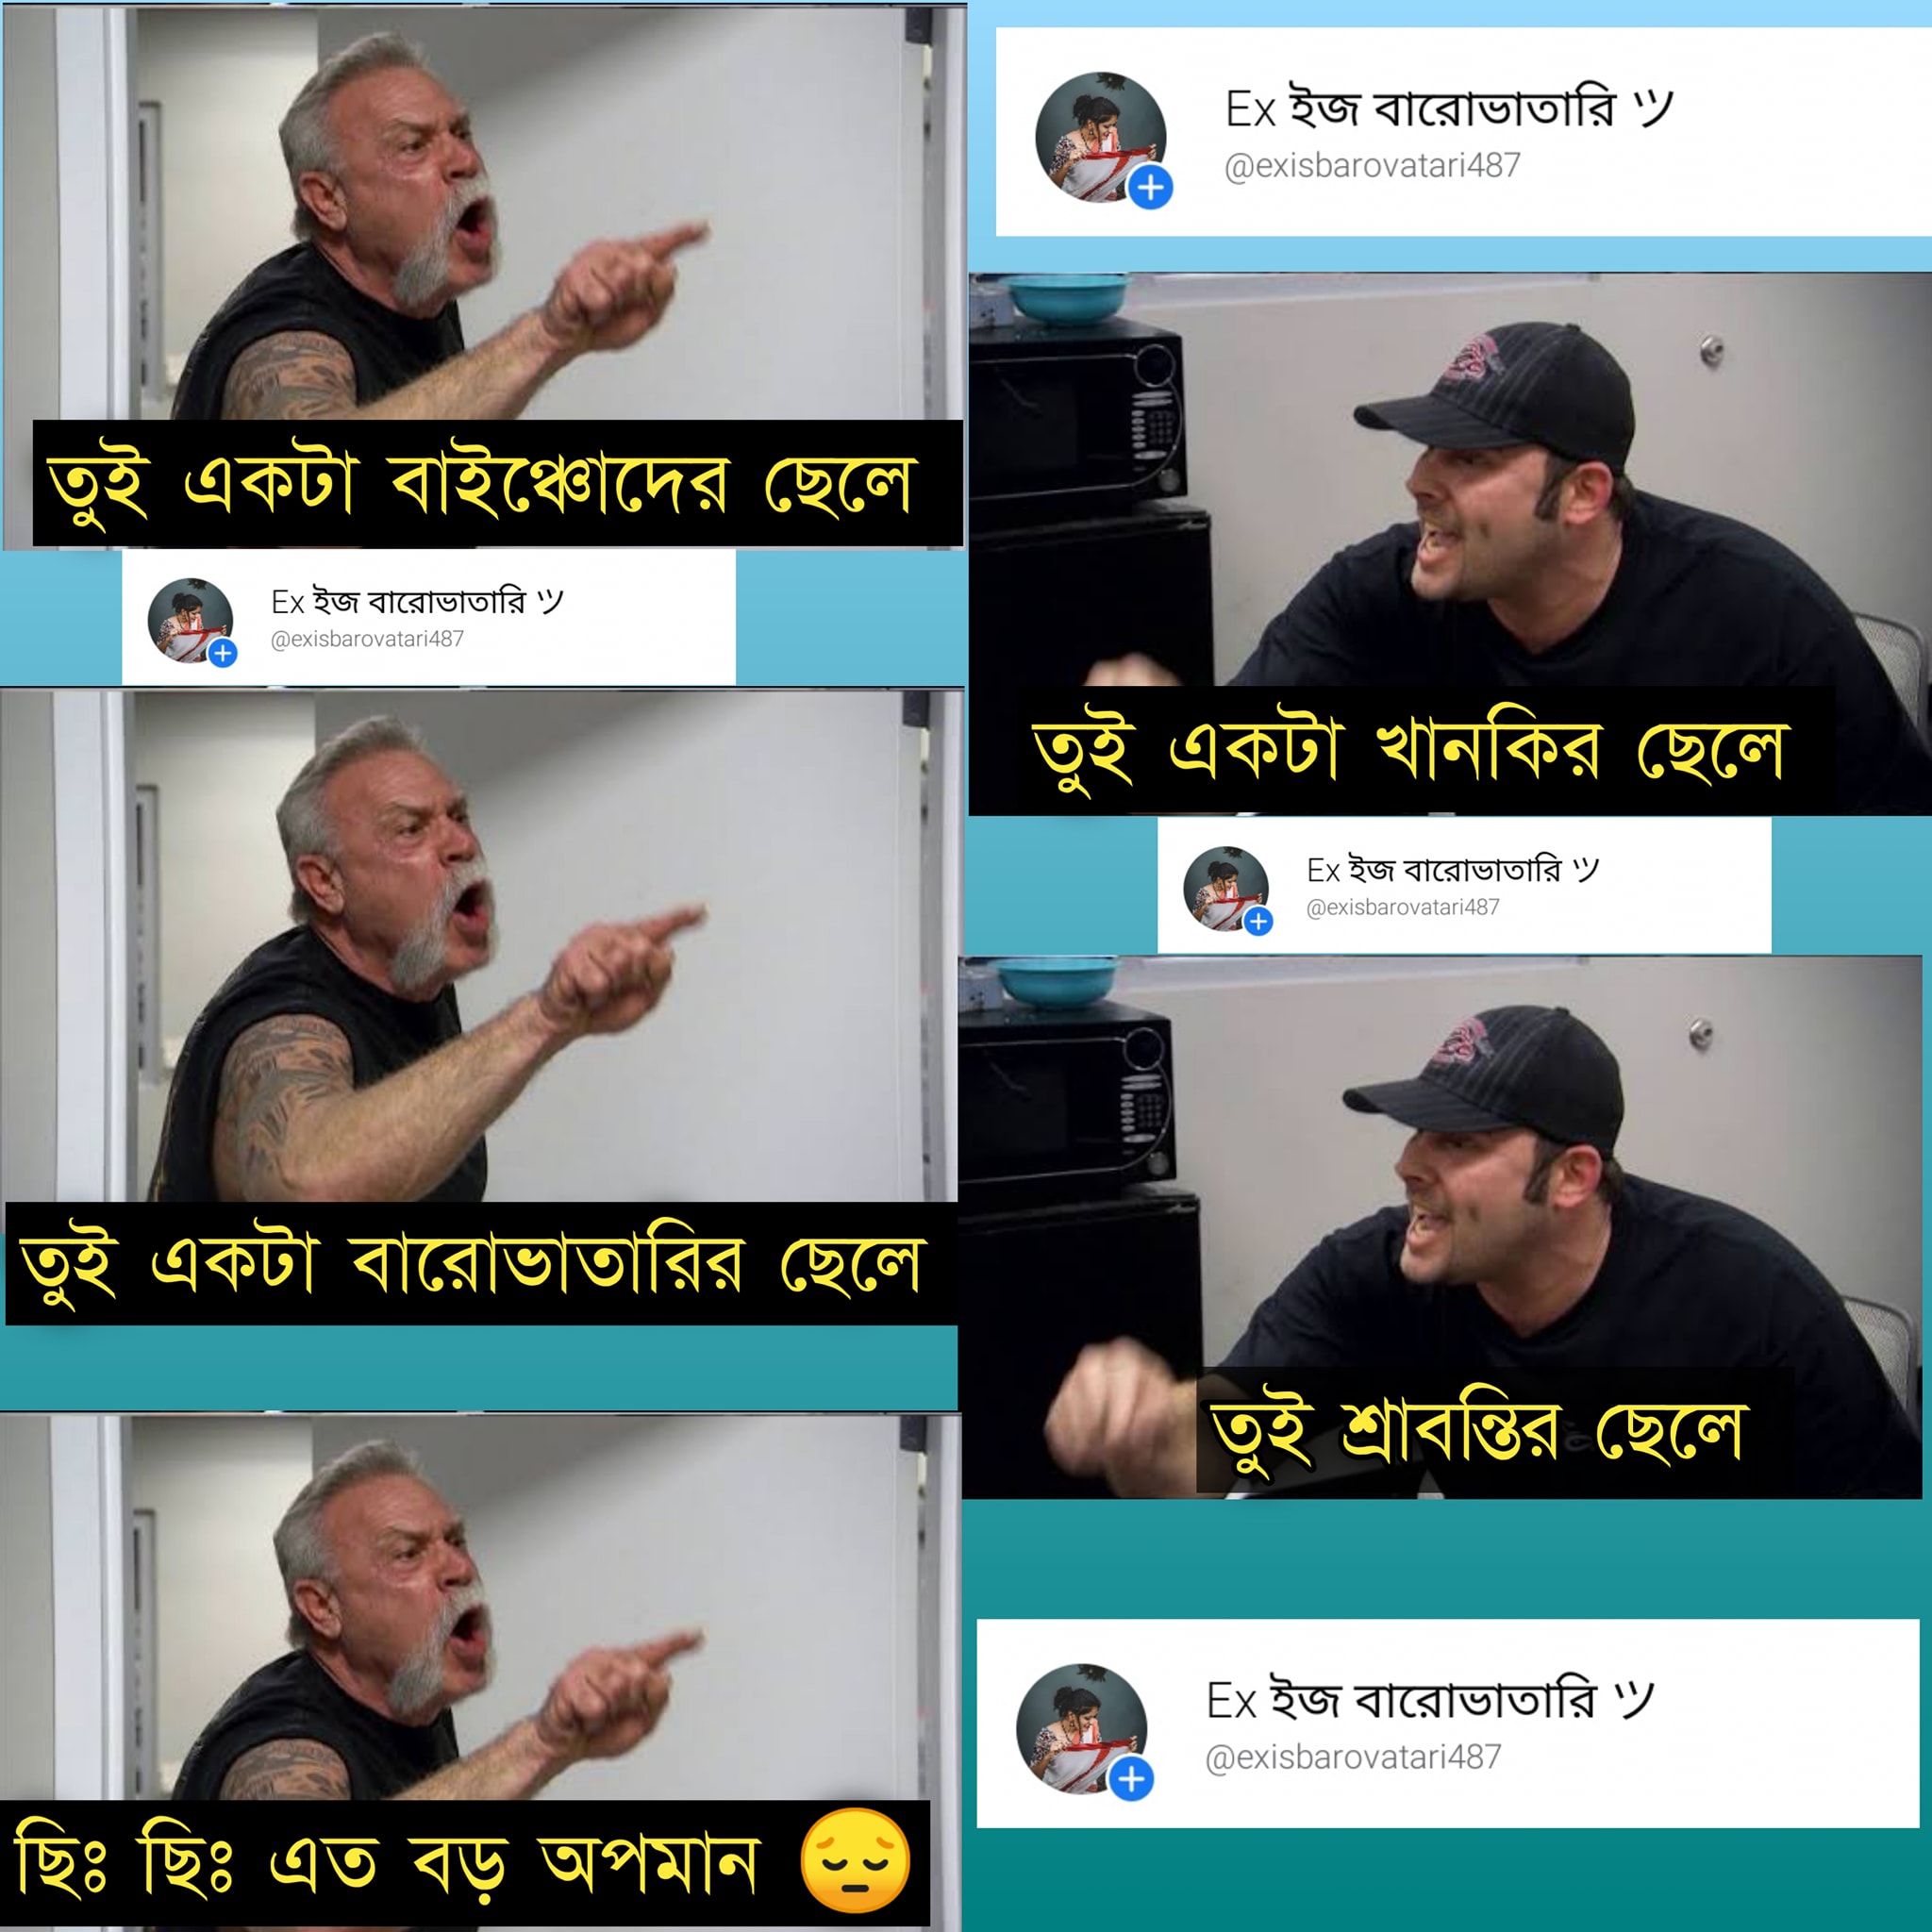 Ex ইজ বারোভাতারি ツ
@exisbarovatari487
তুই একটা বাইঞ্চোদের ছেলে
Ex ইজ বারোভাতারি ツ
@exisbarovatari487
তুই একটা খানকির ছেলে
Ex ইজ বারোভাতারি ツ
@exisbarovatari487
তুই একটা বারোভাতারির ছেলে
তুই শ্রাবন্তির ছেলে
Ex ইজ বারোভাতারি ツ
@exisbarovatari487
ছিঃ ছিঃ এত বড় অপমান 😔